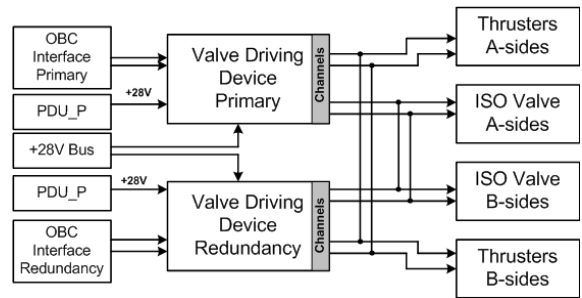 OBC
Interface
Primary
PDU_P
+28V
+28V Bus
PDU_P
+28V
OBC
Interface
Redundancy
Valve Driving
Device
Primary
Channels
Valve Driving
Device
Redundancy
Channels
Thrusters
A-sides
ISO Valve
A-sides
ISO Valve
B-sides
Thrusters
B-sides